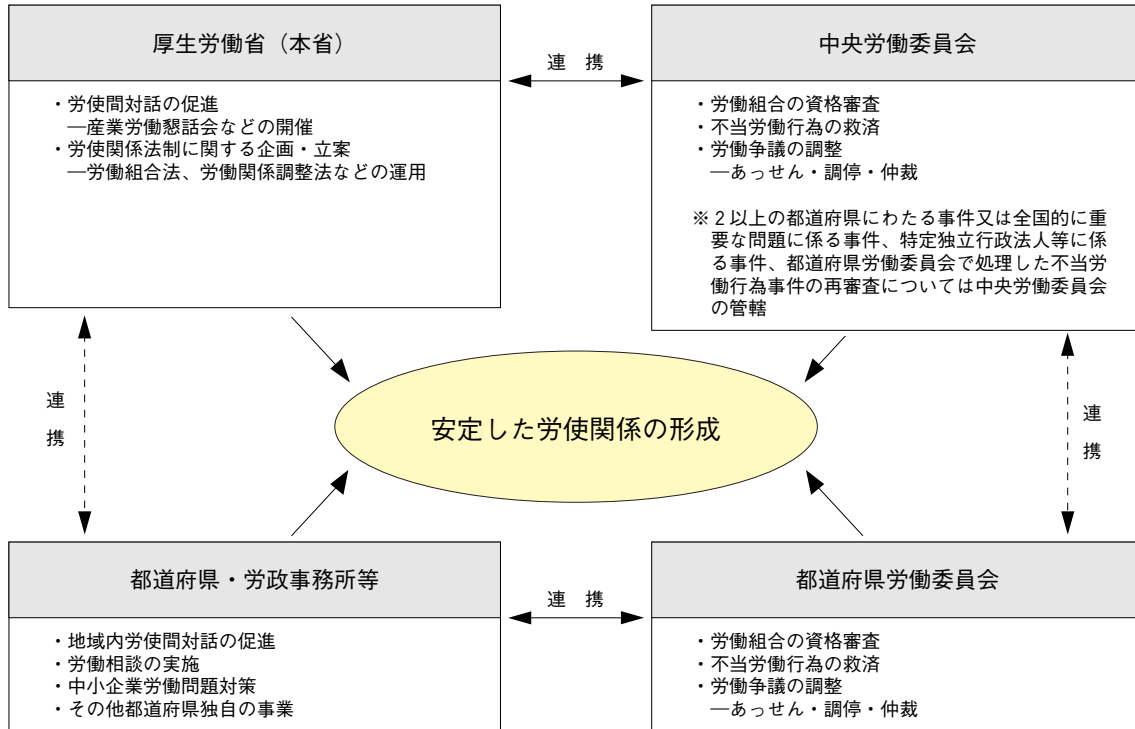 厚生労働省（本省）
・労使間対話の促進
―産業労働懇話会などの開催
・労使関係法制に関する企画・立案
―労働組合法、労働関係調整法などの運用
連　携
中央労働委員会
・労働組合の資格審査
・不当労働行為の救済
・労働争議の調整
―あっせん・調停・仲裁
※２以上の都道府県にわたる事件又は全国的に重
要な問題に係る事件、特定独立行政法人等に係
る事件、都道府県労働委員会で処理した不当労
働行為事件の再審査については中央労働委員会
の管轄
連
携
安定した労使関係の形成
連
携
都道府県・労政事務所等
・地域内労使間対話の促進
・労働相談の実施
・中小企業労働問題対策
・その他都道府県独自の事業
連　携
都道府県労働委員会
・労働組合の資格審査
・不当労働行為の救済
・労働争議の調整
―あっせん・調停・仲裁